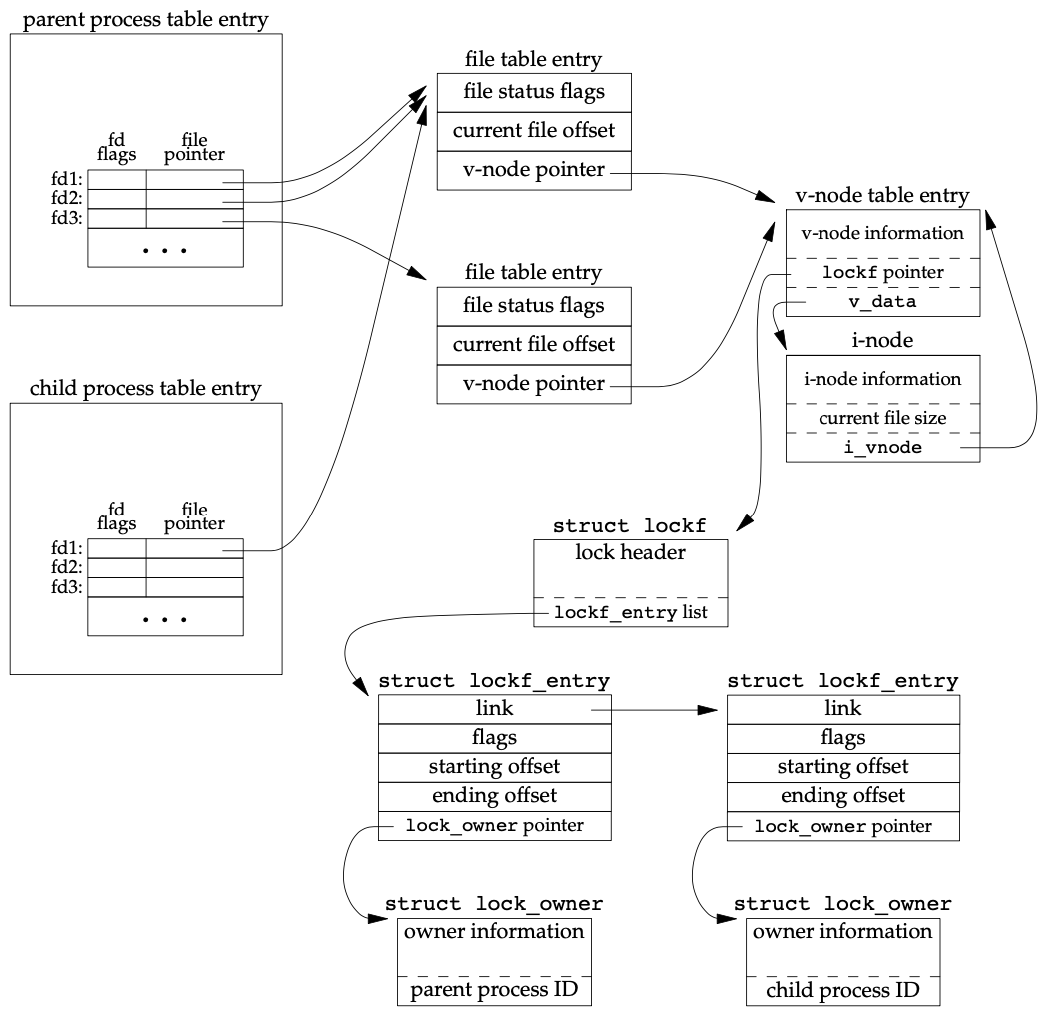 parent process table entry
fd
flags
file
pointer
fd1:
fd2:
fd3:
. . .
child process table entry
fd
flags
file
pointer
fd1:
fd2:
fd3:
. . .
file table entry
file status flags
current file offset
v-node pointer
file table entry
file status flags
current file offset
v-node pointer
v-node table entry
v-node information
lockf pointer
v_data
i-node
i-node information
current file size
i_vnode
struct lockf
lock header
lockf_entry list
struct lockf_entry
link
flags
starting offset
ending offset
lock_owner pointer
struct lockf_entry
link
flags
starting offset
ending offset
lock_owner pointer
struct lock_owner
owner information
parent process ID
struct lock_owner
owner information
child process ID